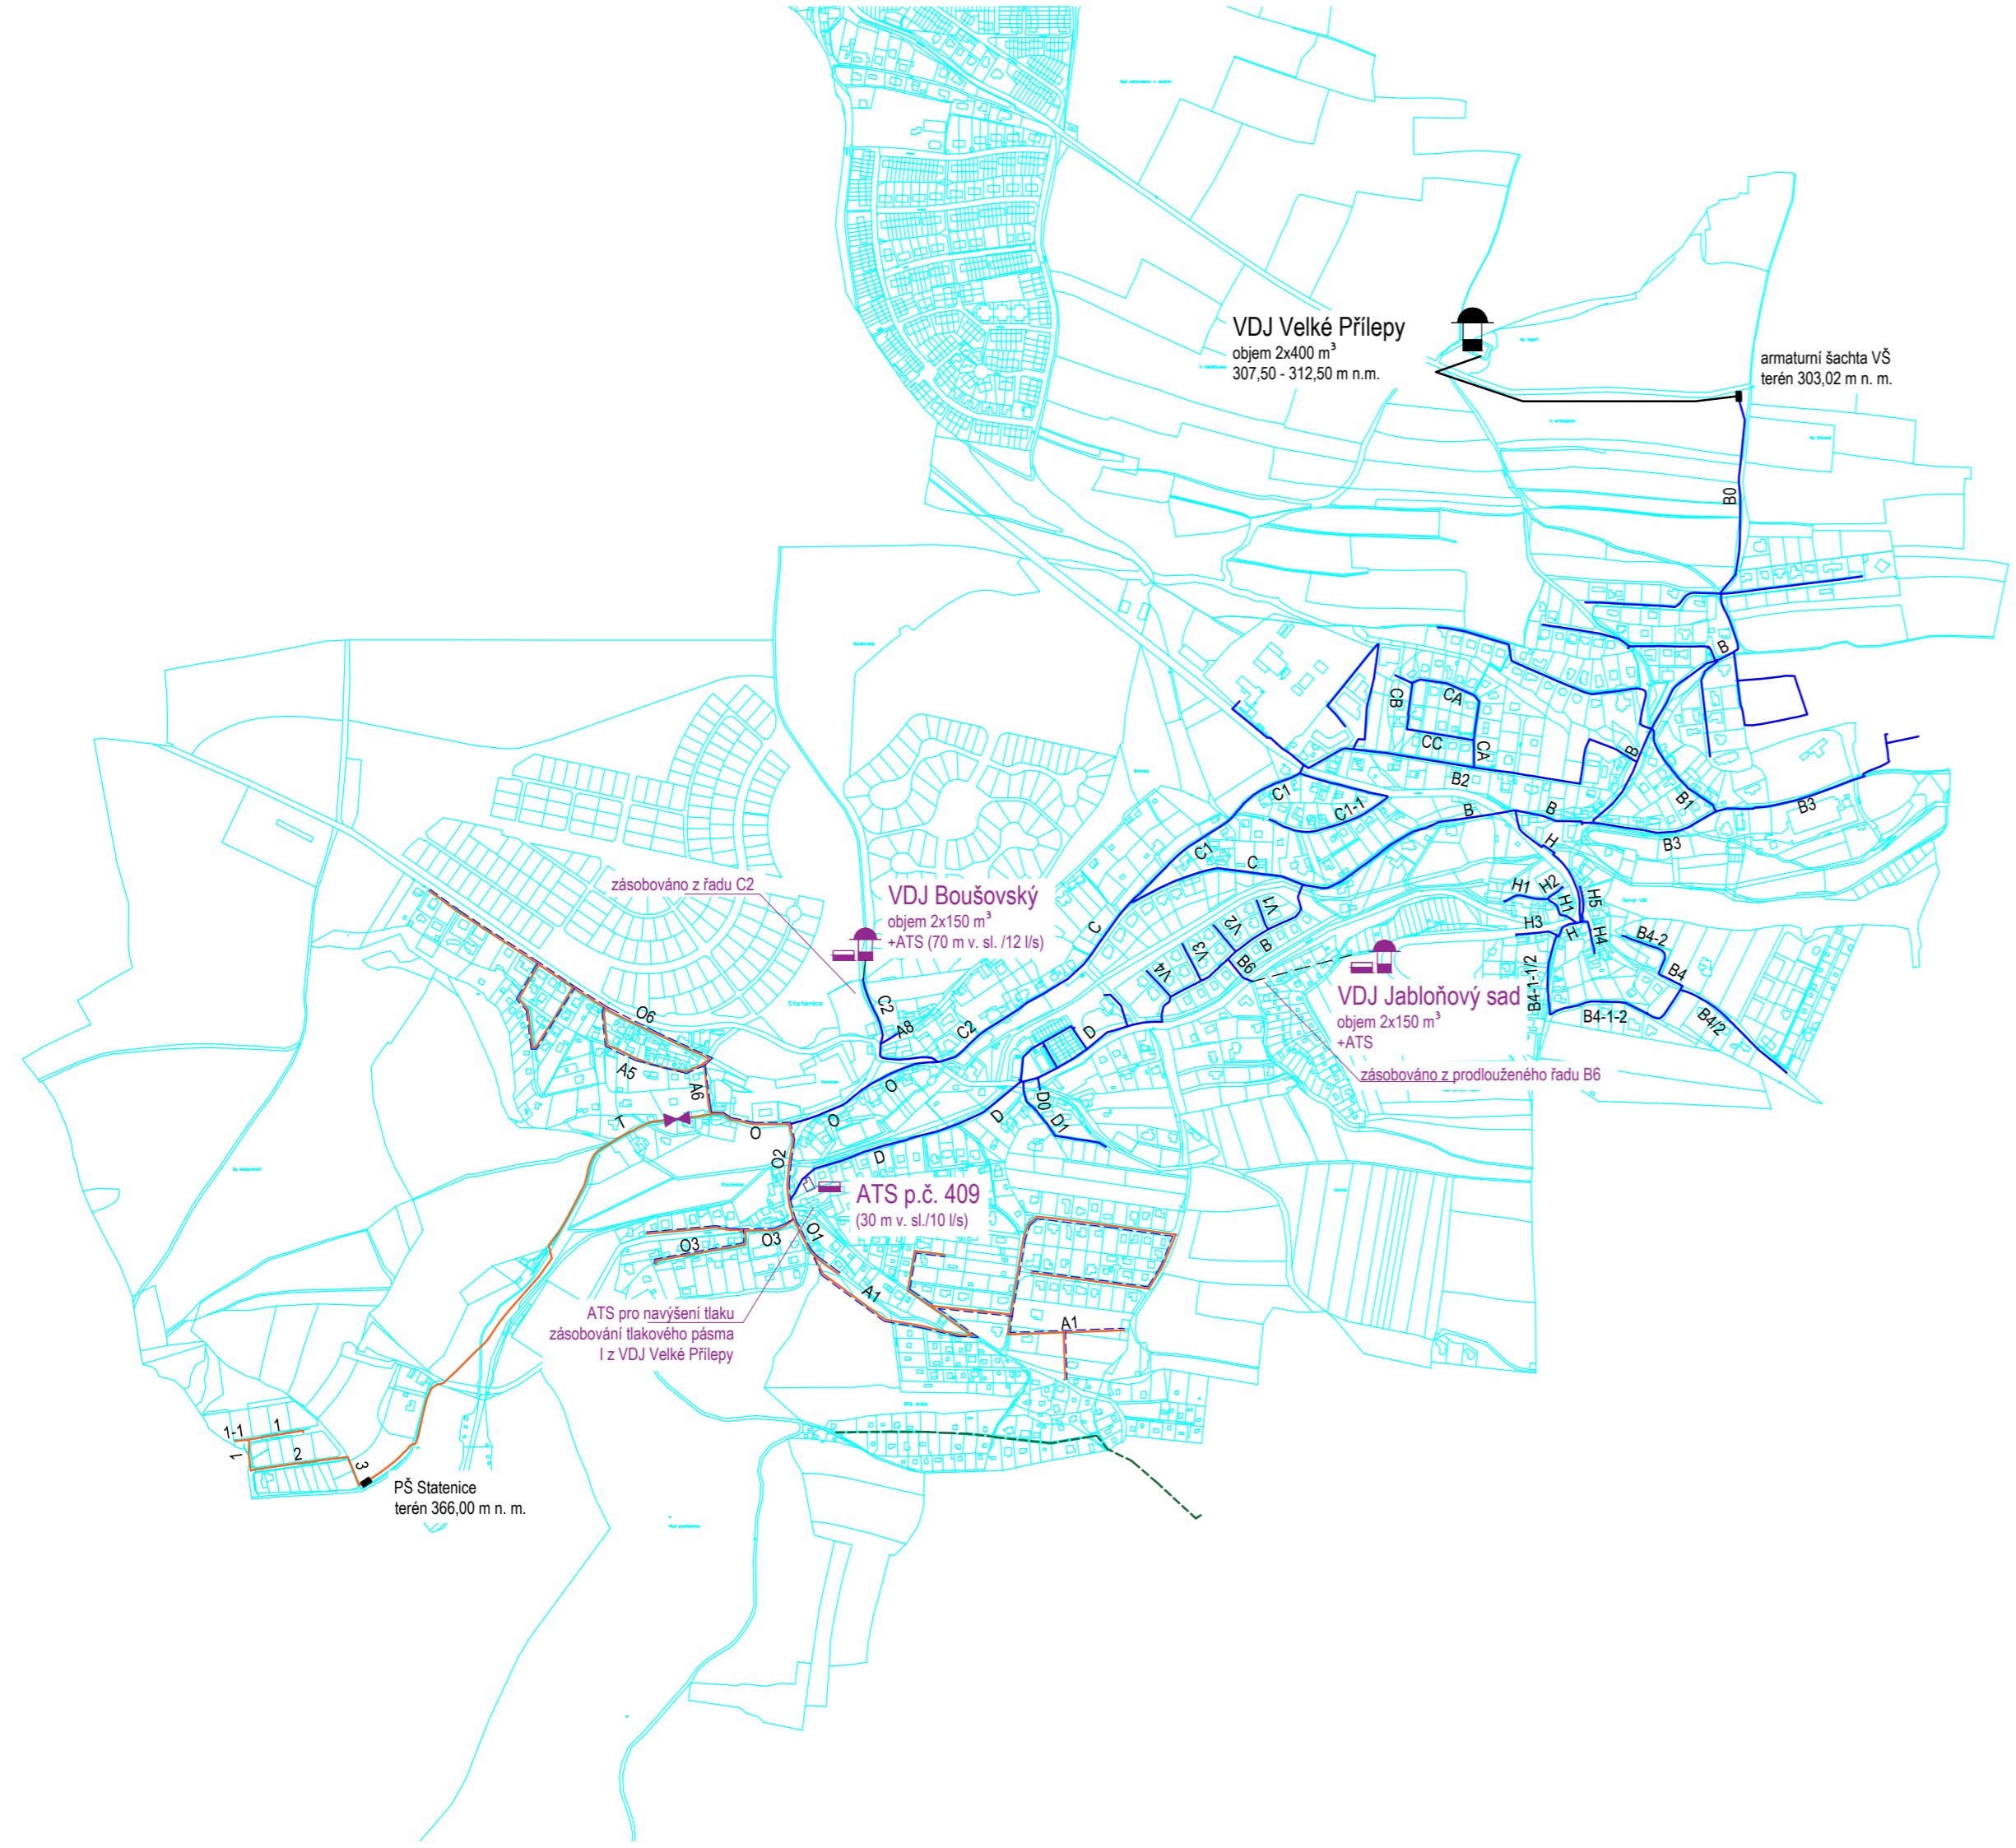 VDJ Velké Přílepy
objem 2x400 m³
307,50 - 312,50 m n.m.
armaturní šachta VŠ
terén 303,02 m n. m.
B0
B
CB
CA
CC
CA
B
B2
B1
B3
C1
C1-1
B
B
B3
C1
C
H
H1
H2
H1
H5
H3
H
H4
B4-2
B4
B4-1-1/2
B4-1-2
B4/2
zásobováno z řadu C2
VDJ Boušovský
objem 2x150 m³
+ATS (70 m v. sl. /12 l/s)
C
V1
V2
B
V3
B6
V4
VDJ Jabloňový sad
objem 2x150 m³
+ATS
zásobováno z prodlouženého řadu B6
C2
A8
C2
Statenice
O6
A5
A6
T
O
O
O
O2
D
D0
D1
D
D
ATS p.č. 409
(30 m v. sl./10 l/s)
O3
O3
O1
A1
A1
ATS pro navýšení tlaku
zásobování tlakového pásma
I z VDJ Velké Přílepy
1-1
1
1
2
3
PŠ Statenice
terén 366,00 m n. m.